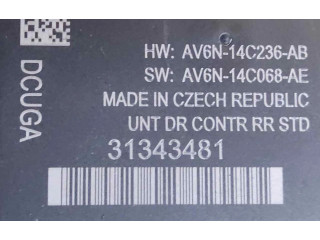 HW: AV6N-14C236-AB
SW: AV6N-14C068-AE
MADE IN CZECH REPUBLIC
UNT DR CONTR RR STD
31343481
DCUGA